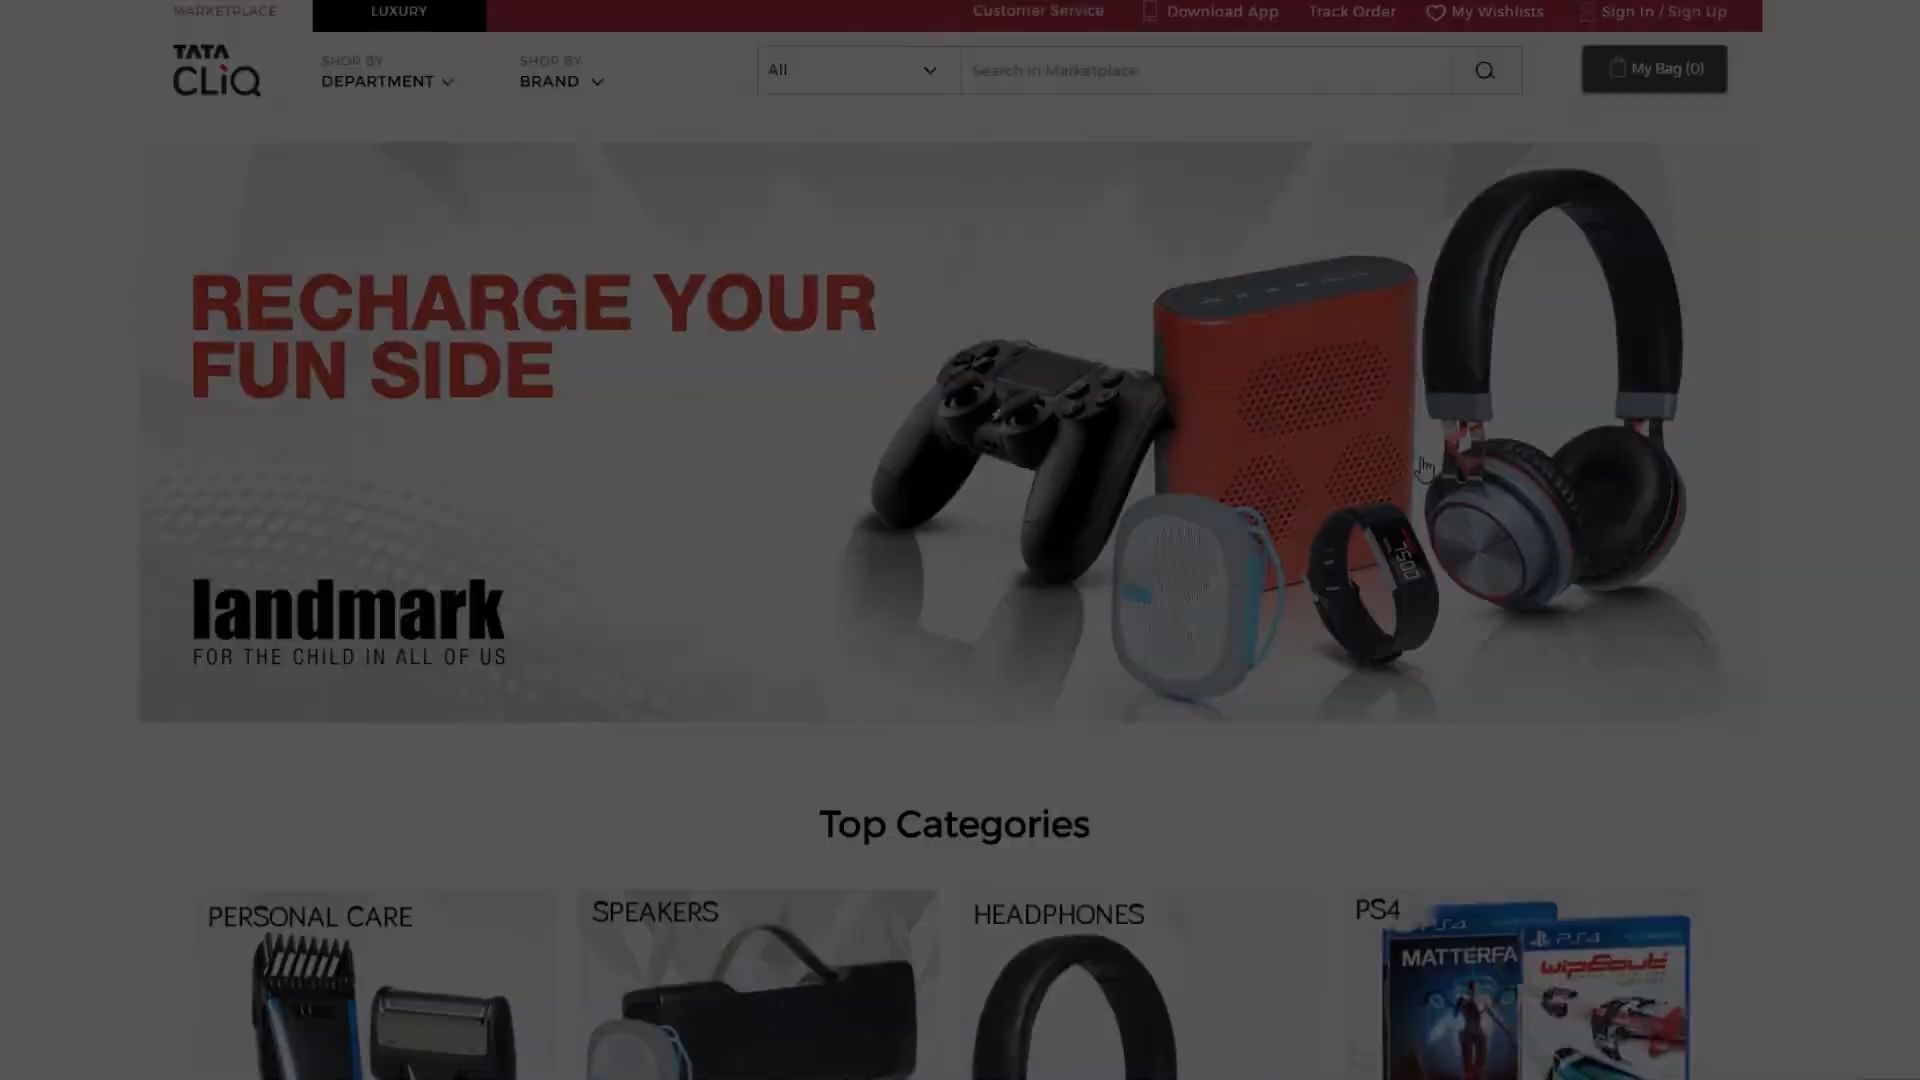 MARKETPLACE
LUXURY
Customer Service
Download App
Track Order
My Wishlists
Sign In / Sign Up
TATA
CLiQ
SHOP BY
DEPARTMENT
SHOP BY
BRAND
All
Search in Marketplace
My Bag (0)
RECHARGE YOUR
FUN SIDE
7500
landmark
FOR THE CHILD IN ALL OF US
Top Categories
PERSONAL CARE
SPEAKERS
HEADPHONES
PS4
PS4
PS4
MATTERFA
wipEout